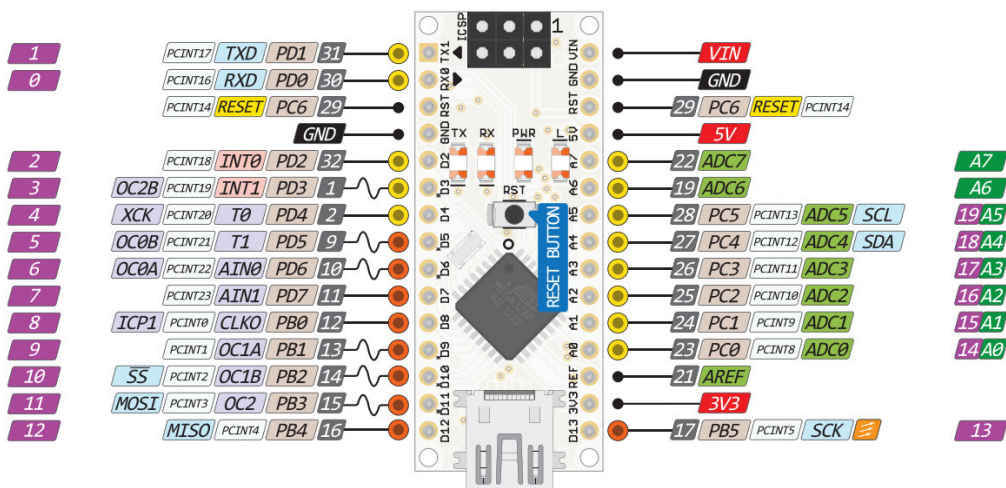 ICSP 1
1 PCINT17 TXD PD1 31 TX1 VIN VIN
0 PCINT16 RXD PD0 30 RX0 GND GND
PCINT14 RESET PC6 29 RST RST 29 PC6 RESET PCINT14
GND GND 5V 5V
TX RX PWR L
2 PCINT18 INT0 PD2 32 D2 A7 22 ADC7 A7
3 OC2B PCINT19 INT1 PD3 1 D3 A6 19 ADC6 A6
RST
4 XCK PCINT20 T0 PD4 2 D4 A5 28 PC5 PCINT13 ADC5 SCL 19 A5
5 OC0B PCINT21 T1 PD5 9 D5 A4 27 PC4 PCINT12 ADC4 SDA 18 A4
RESET BUTTON
6 OC0A PCINT22 AIN0 PD6 10 D6 A3 26 PC3 PCINT11 ADC3 17 A3
7 PCINT23 AIN1 PD7 11 D7 A2 25 PC2 PCINT10 ADC2 16 A2
8 ICP1 PCINT0 CLKO PB0 12 D8 A1 24 PC1 PCINT9 ADC1 15 A1
9 PCINT1 OC1A PB1 13 D9 A0 23 PC0 PCINT8 ADC0 14 A0
10 SS PCINT2 OC1B PB2 14 D10 REF 21 AREF
11 MOSI PCINT3 OC2 PB3 15 D11 3V3 3V3
12 MISO PCINT4 PB4 16 D12 D13 17 PB5 PCINT5 SCK 13